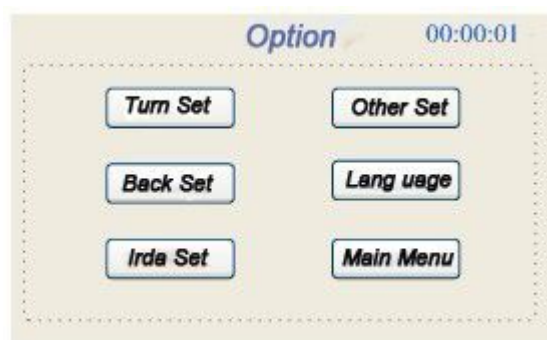 Option 00:00:01
Turn Set Other Set
Back Set Lang uage
Irda Set Main Menu